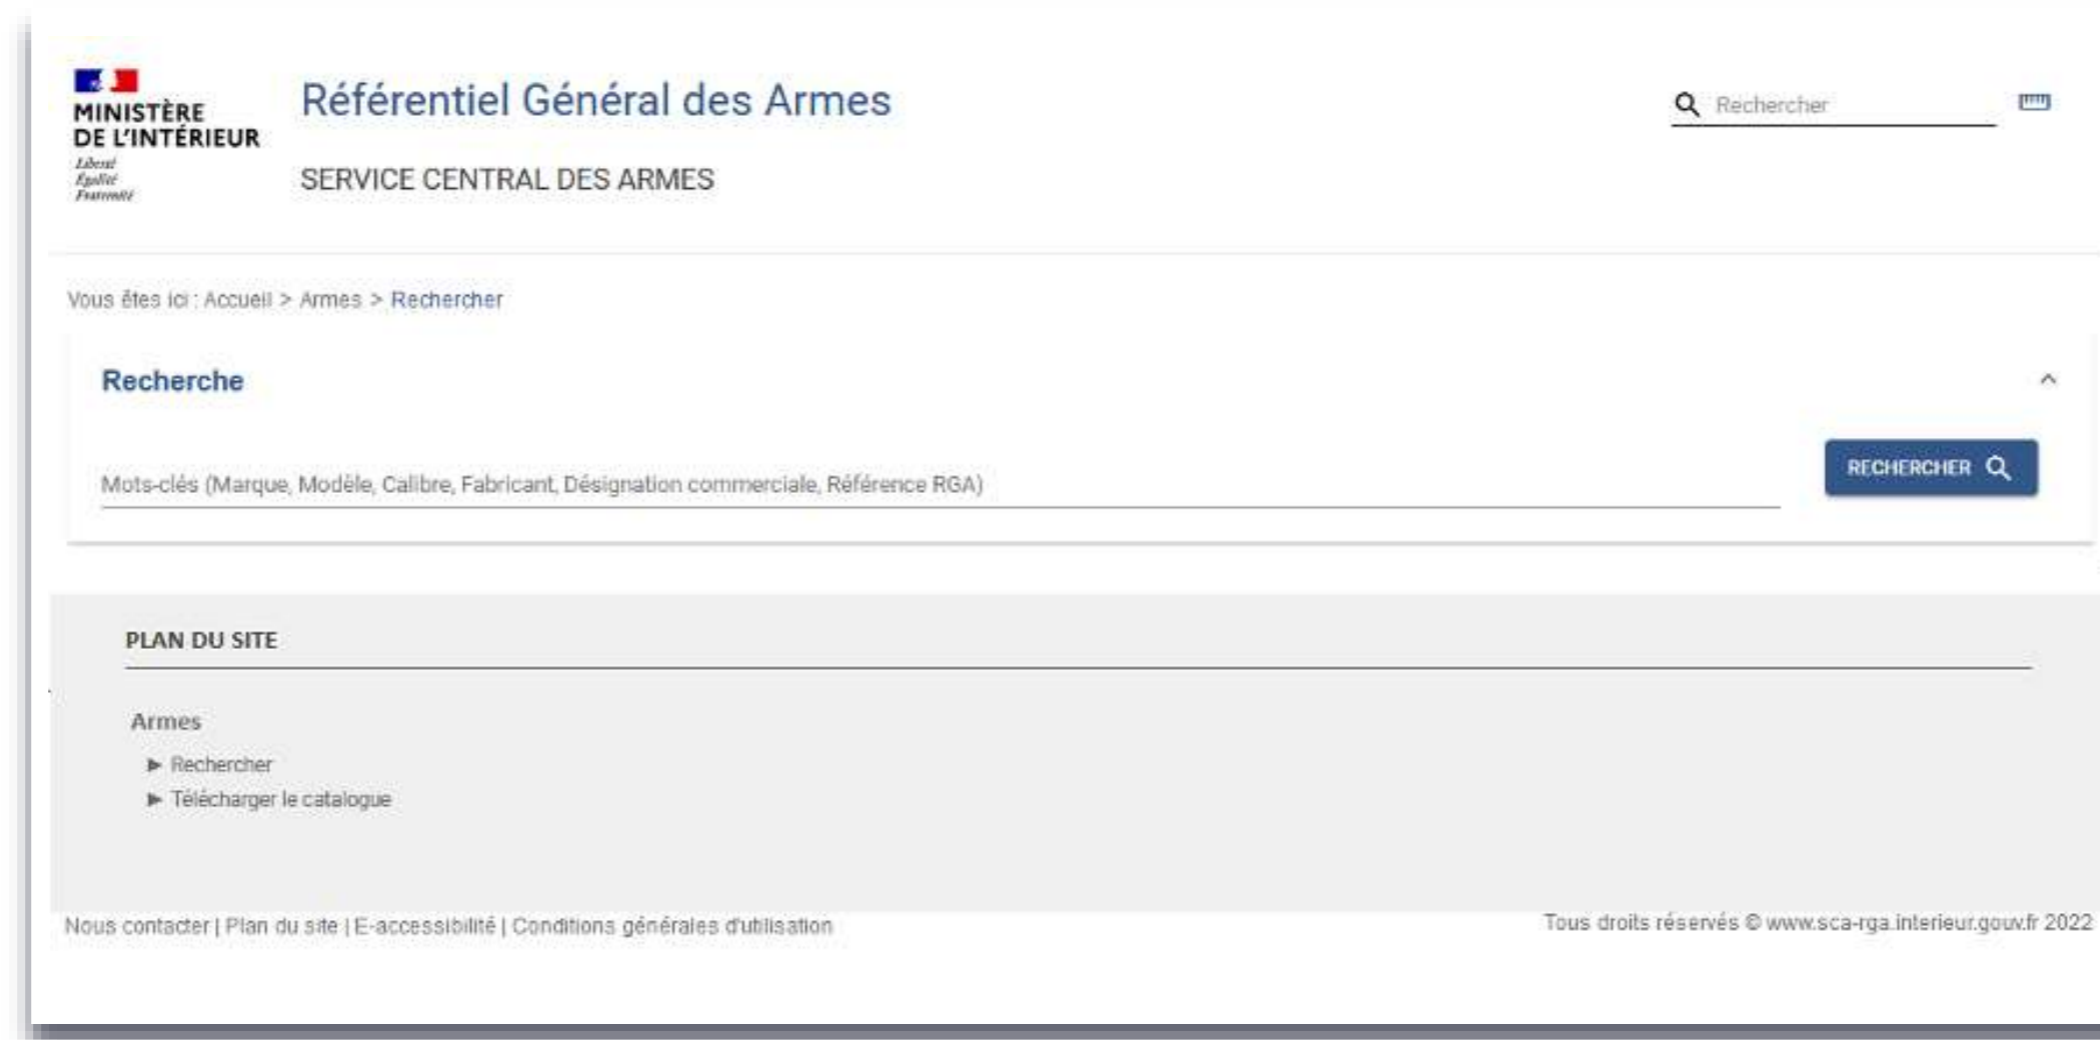 MINISTÈRE
DE L'INTÉRIEUR
Liberté
Égalité
Fraternité
Référentiel Général des Armes
SERVICE CENTRAL DES ARMES
Rechercher
Vous êtes ici : Accueil > Armes > Rechercher
Recherche
Mots-clés (Marque, Modèle, Calibre, Fabricant, Désignation commerciale, Référence RGA)
RECHERCHER
PLAN DU SITE
Armes
► Rechercher
► Télécharger le catalogue
Nous contacter | Plan du site | E-accessibilité | Conditions générales d'utilisation
Tous droits réservés © www.sca-rga.interieur.gouv.fr 2022